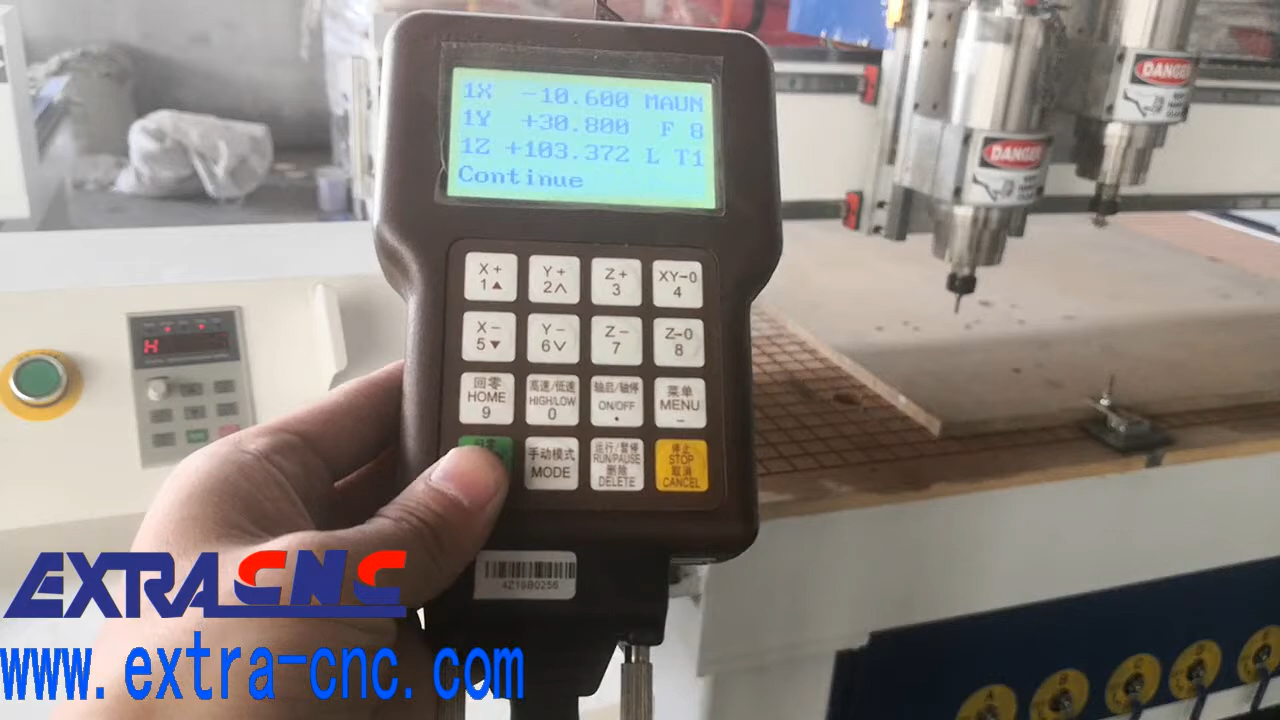 1X -10.600 MAUN
1Y +30.800 F 8
1Z +103.372 L T1
Continue
X+
1▲
Y+
2∧
Z+
3
XY-0
4
X-
5▼
Y-
6∨
Z-
7
Z-0
8
回零
HOME
9
高速/低速
HIGH/LOW
0
轴启/轴停
ON/OFF
.
菜单
MENU
-
手动模式
MODE
运行/暂停
RUN/PAUSE
删除
DELETE
停止
STOP
取消
CANCEL
DANGER
DANGER
H
EXTRACNC
www.extra-cnc.com
A
B
C